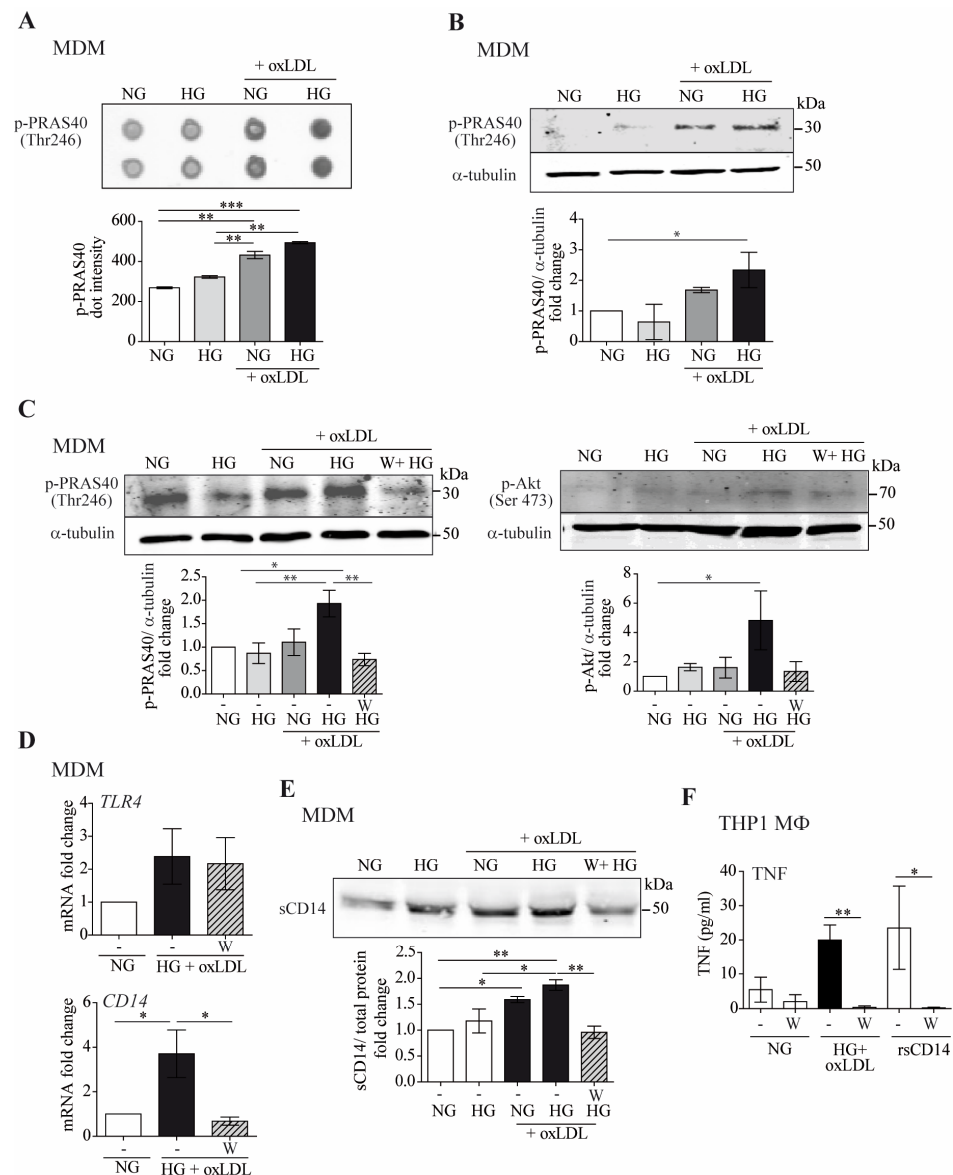 A
MDM
+ oxLDL
NG HG NG HG
p-PRAS40
(Thr246)
*** 
**
**
**
p-PRAS40
dot intensity
600
400
200
0
NG HG NG HG
+ oxLDL
B
MDM
+ oxLDL
NG HG NG HG kDa
p-PRAS40
(Thr246)
30
α-tubulin
50
p-PRAS40/ α-tubulin
fold change
4
3
2
1
0
*
NG HG NG HG
+ oxLDL
C
MDM
+ oxLDL
NG HG NG HG W+ HG
kDa
p-PRAS40
(Thr246)
30
α-tubulin
50
p-PRAS40/ α-tubulin
fold change
2.5
2.0
1.5
1.0
0.5
0.0
*
** **
- - - - W
NG HG NG HG HG
+ oxLDL
+ oxLDL
NG HG NG HG W+ HG
kDa
p-Akt
(Ser 473)
70
α-tubulin
50
p-Akt/ α-tubulin
fold change
8
6
4
2
0
*
- - - - W
NG HG NG HG HG
+ oxLDL
D
MDM
TLR4
mRNA fold change
4
3
2
1
0
- - W
NG HG + oxLDL
CD14
mRNA fold change
6
4
2
0
* *
- - W
NG HG + oxLDL
E
MDM
+ oxLDL
NG HG NG HG W+ HG
kDa
sCD14
50
sCD14/ total protein
fold change
2.5
2.0
1.5
1.0
0.5
0.0
**
* **
*
- - - - W
NG HG NG HG HG
+ oxLDL
F
THP1 MΦ
TNF
TNF (pg/ml)
40
30
20
10
0
** *
- W - W - W
NG HG+ rsCD14
oxLDL